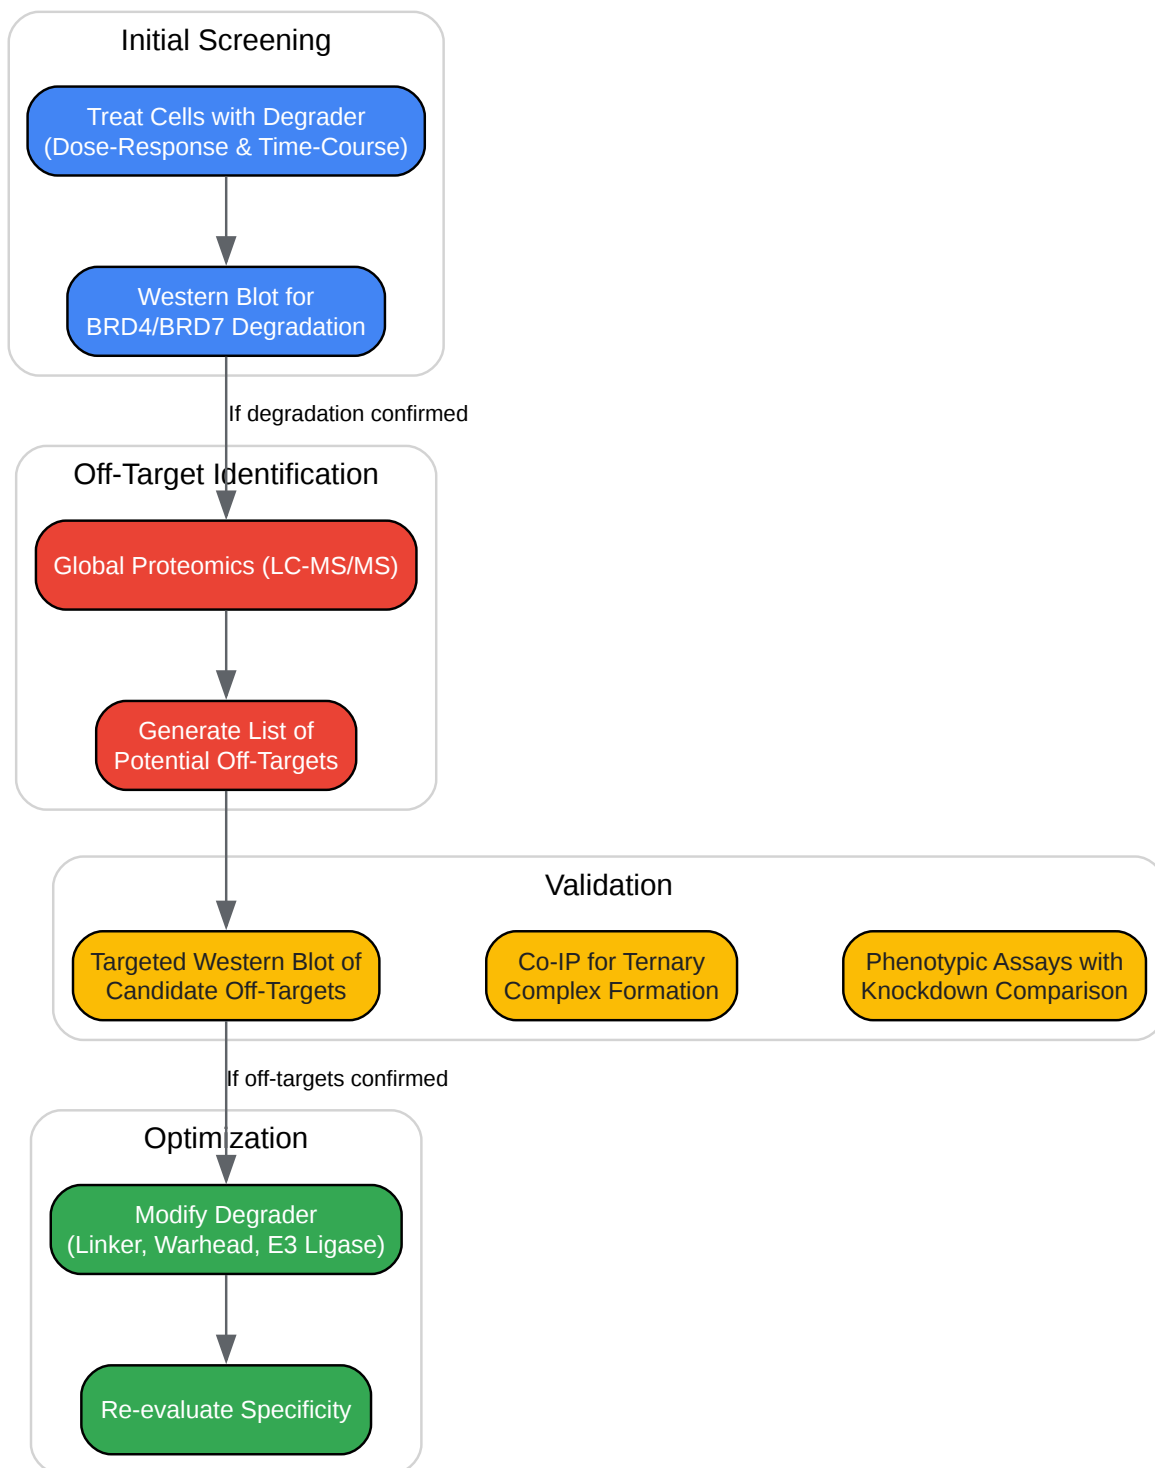 Initial Screening
Treat Cells with Degrader
(Dose-Response & Time-Course)
Western Blot for
BRD4/BRD7 Degradation
If degradation confirmed
Off-Target Identification
Global Proteomics (LC-MS/MS)
Generate List of
Potential Off-Targets
Validation
Targeted Western Blot of
Candidate Off-Targets
Co-IP for Ternary
Complex Formation
Phenotypic Assays with
Knockdown Comparison
If off-targets confirmed
Optimization
Modify Degrader
(Linker, Warhead, E3 Ligase)
Re-evaluate Specificity